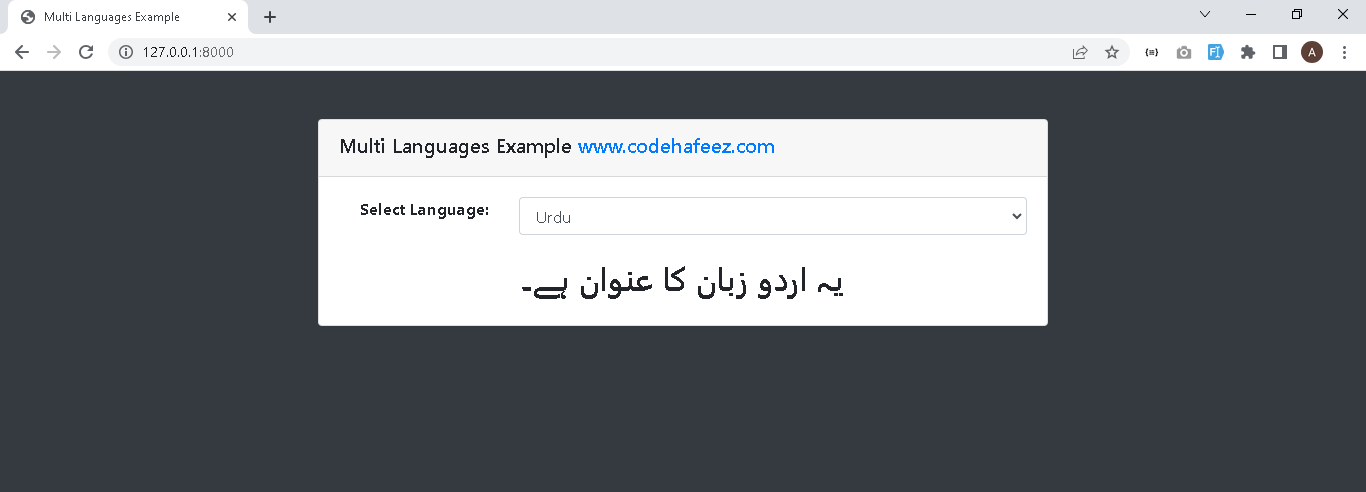 Multi Languages Example
127.0.0.1:8000
A
Multi Languages Example www.codehafeez.com
Select Language:
Urdu
یہ اردو زبان کا عنوان ہے۔